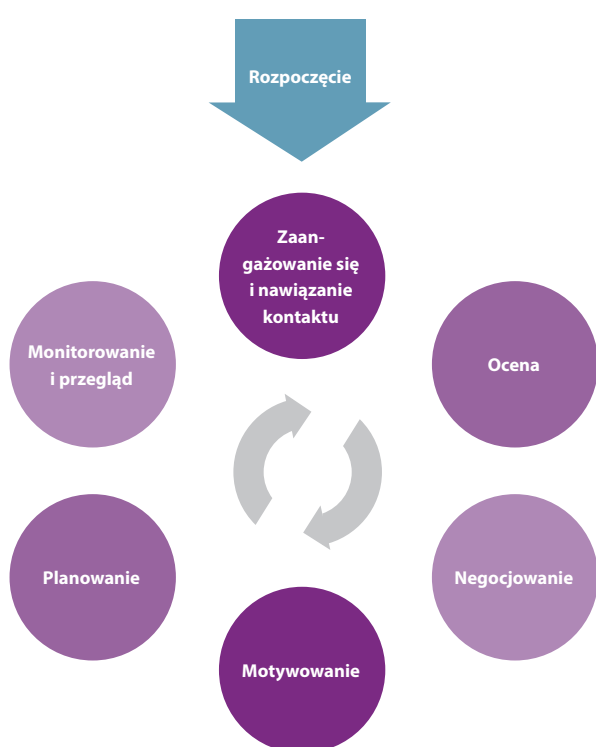 Rozpoczęcie
Zaan-
gażowanie się
i nawiązanie
kontaktu
Ocena
Negocjowanie
Motywowanie
Planowanie
Monitorowanie
i przegląd